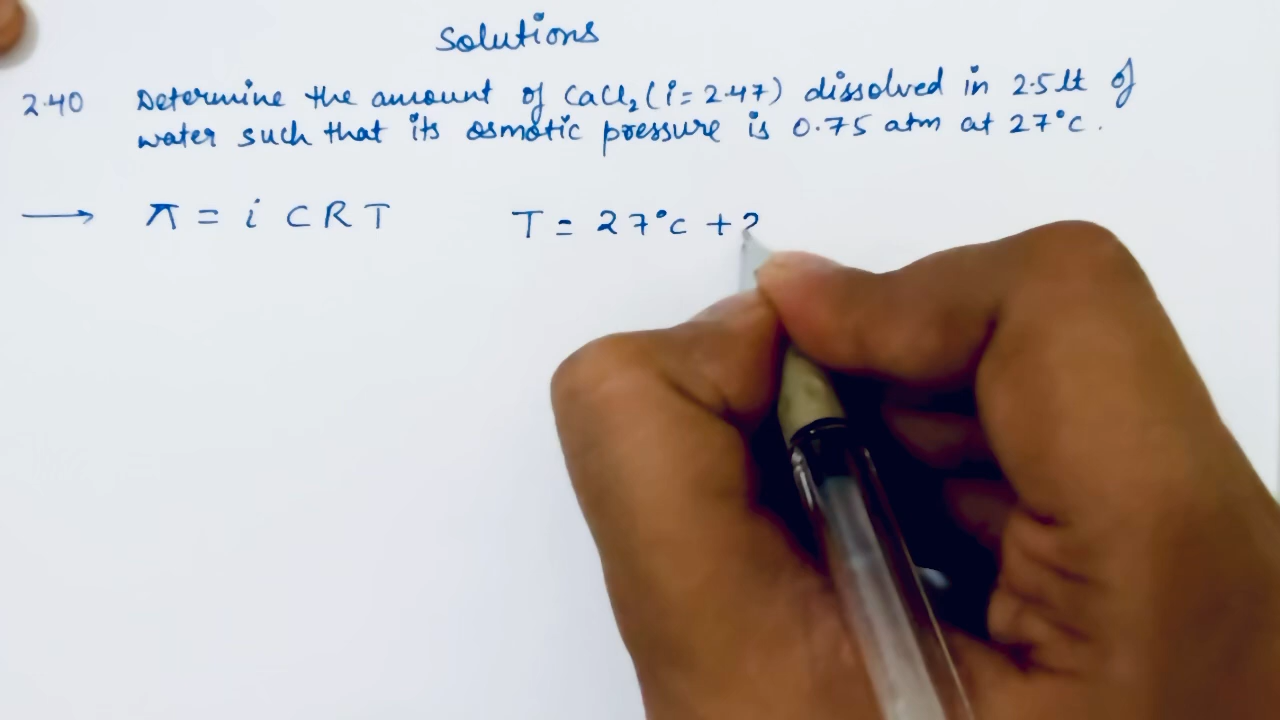 Solutions
2.40 Determine the amount of CaCl₂ (i = 2.47) dissolved in 2.5 lt of
water such that its osmotic pressure is 0.75 atm at 27°c.
→ π = i C R T T = 27°c + 2